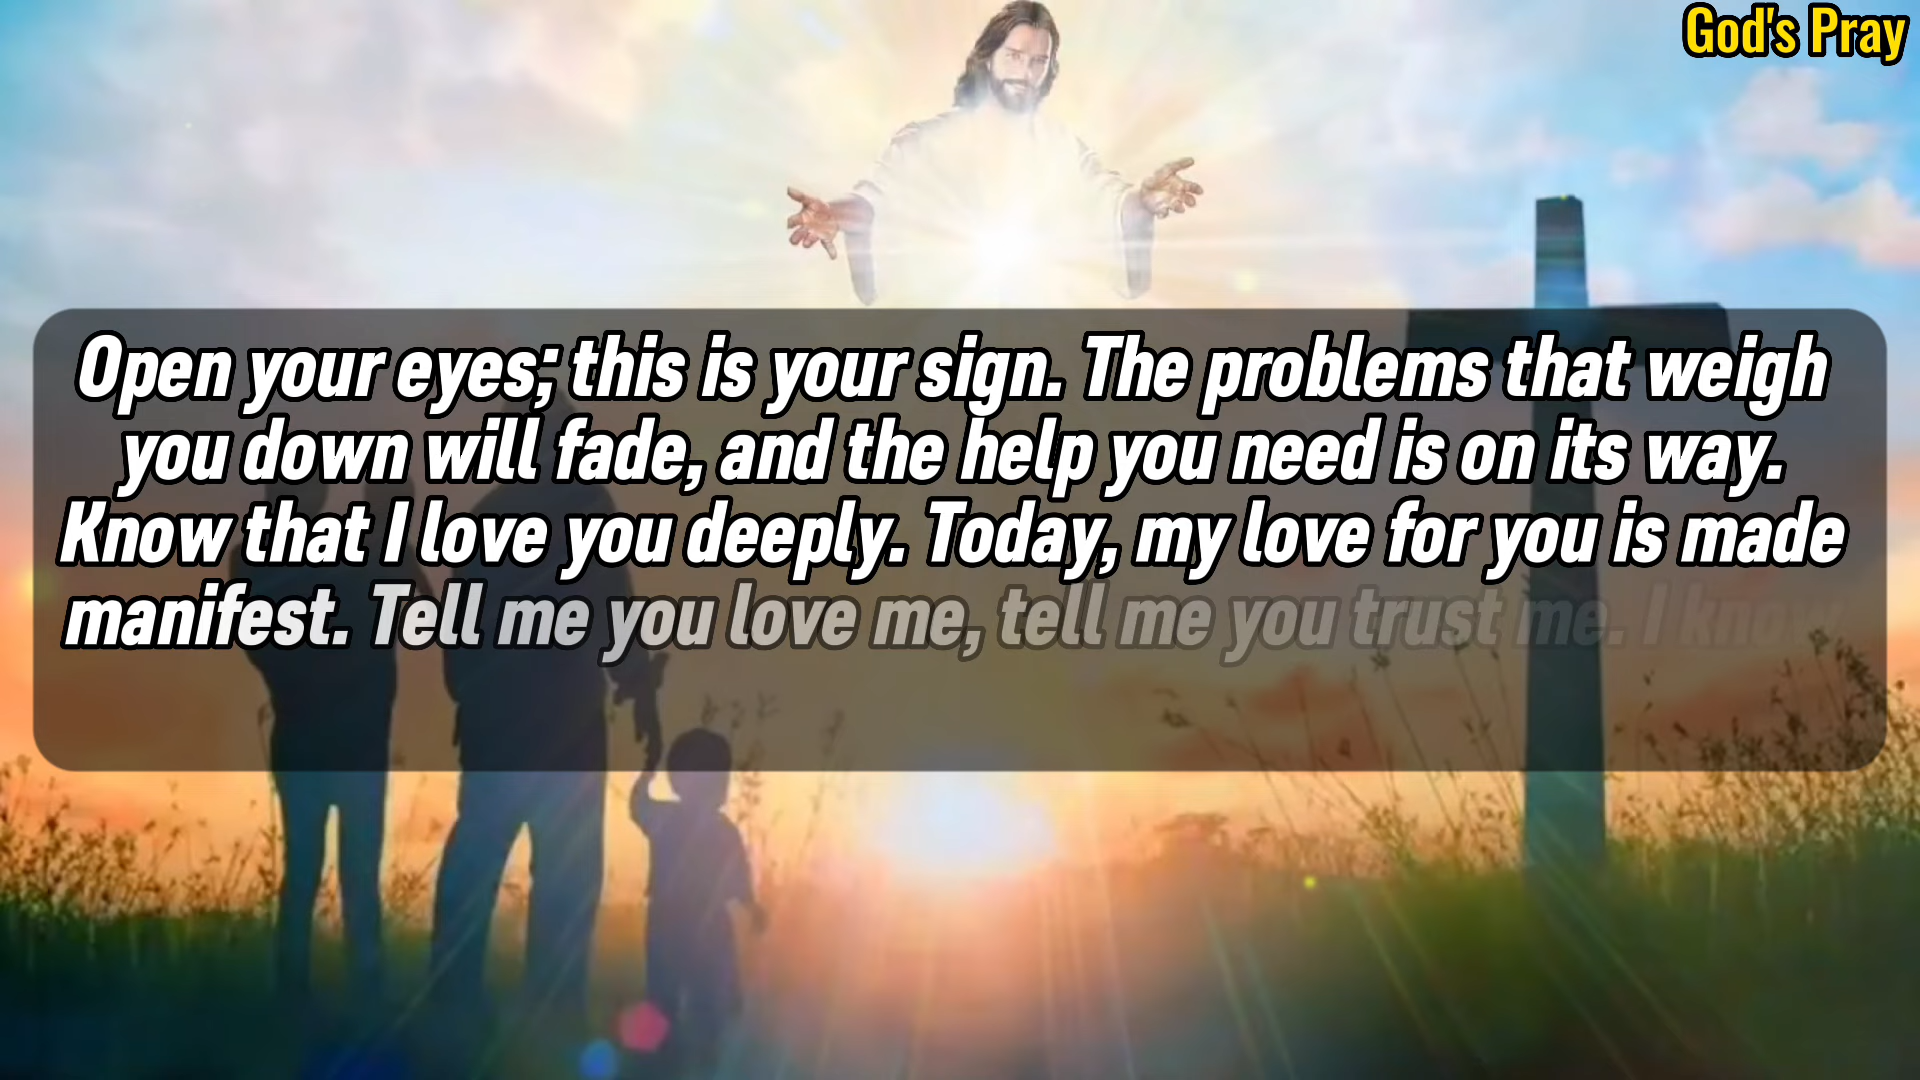 God's Pray
Open your eyes; this is your sign. The problems that weigh
you down will fade, and the help you need is on its way.
Know that I love you deeply. Today, my love for you is made
manifest. Tell me you love me, tell me you trust me. I know